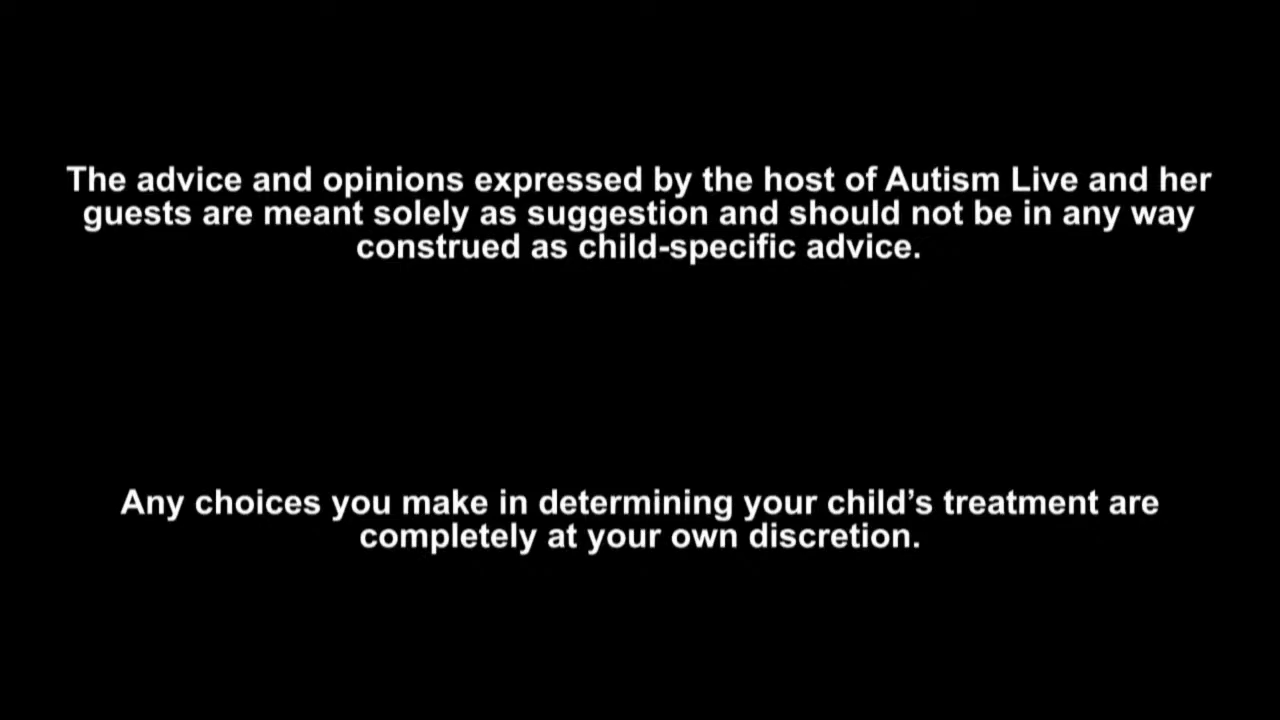 The advice and opinions expressed by the host of Autism Live and her
guests are meant solely as suggestion and should not be in any way
construed as child-specific advice.
Any choices you make in determining your child’s treatment are
completely at your own discretion.